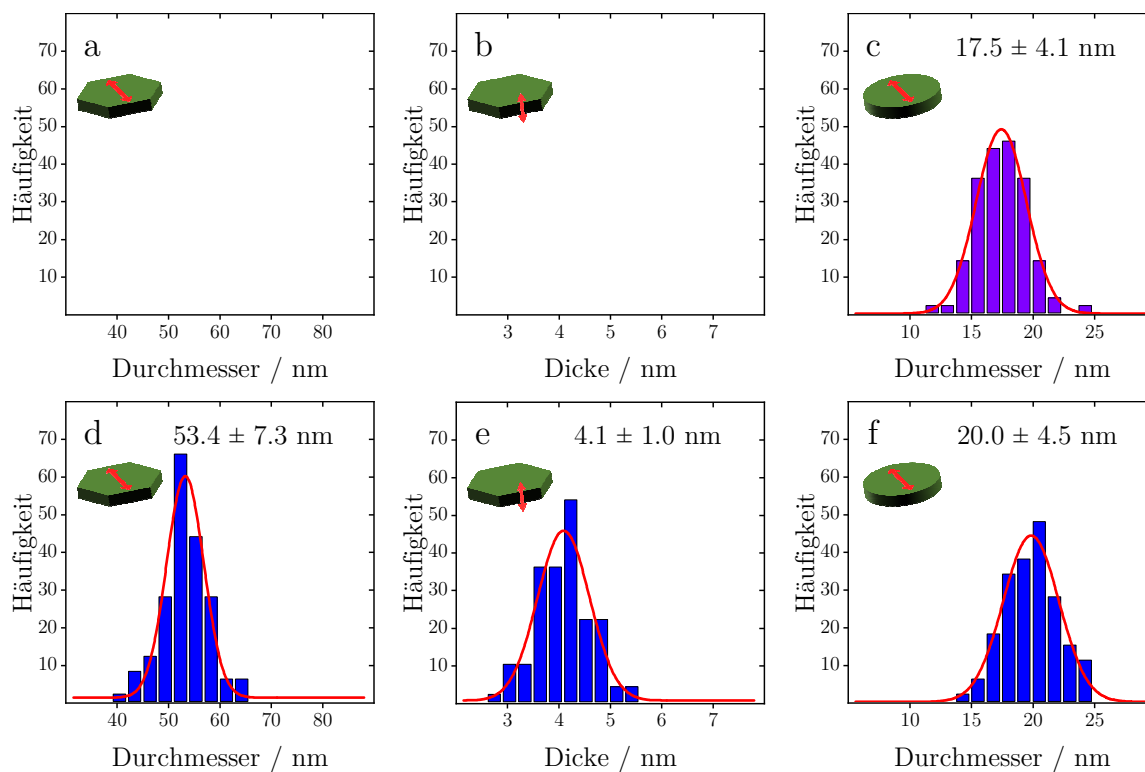 a
Häufigkeit
70
60
50
40
30
20
10
40 50 60 70 80
Durchmesser / nm
b
Häufigkeit
70
60
50
40
30
20
10
3 4 5 6 7
Dicke / nm
c
17.5 ± 4.1 nm
Häufigkeit
70
60
50
40
30
20
10
10 15 20 25
Durchmesser / nm
d
53.4 ± 7.3 nm
Häufigkeit
70
60
50
40
30
20
10
40 50 60 70 80
Durchmesser / nm
e
4.1 ± 1.0 nm
Häufigkeit
70
60
50
40
30
20
10
3 4 5 6 7
Dicke / nm
f
20.0 ± 4.5 nm
Häufigkeit
70
60
50
40
30
20
10
10 15 20 25
Durchmesser / nm